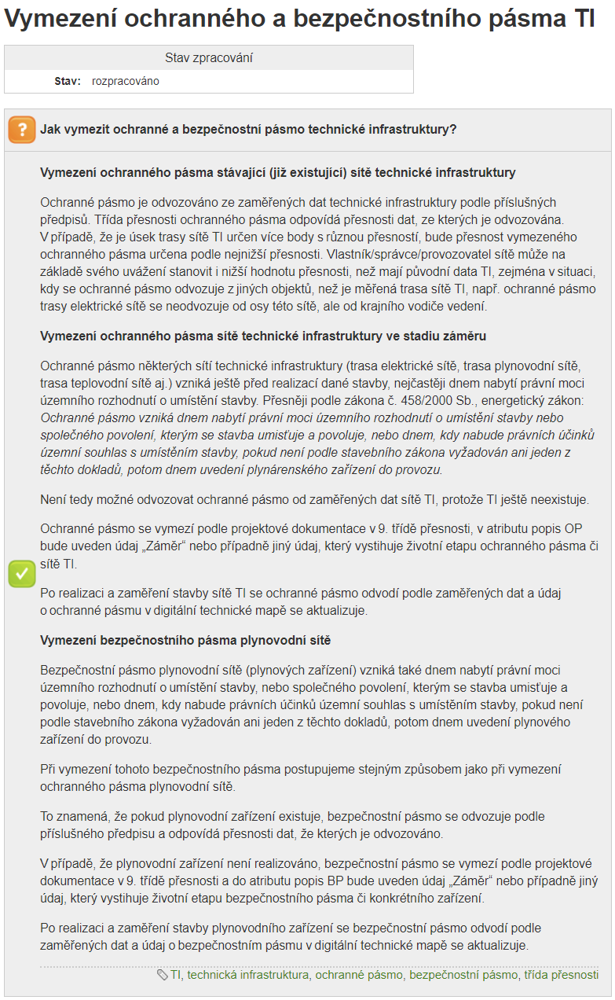 Vymezení ochranného a bezpečnostního pásma TI
Stav zpracování
Stav: rozpracováno
Jak vymezit ochranné a bezpečnostní pásmo technické infrastruktury?
Vymezení ochranného pásma stávající (již existující) sítě technické infrastruktury
Ochranné pásmo je odvozováno ze zaměřených dat technické infrastruktury podle příslušných
předpisů. Třída přesnosti ochranného pásma odpovídá přesnosti dat, ze kterých je odvozována.
V případě, že je úsek trasy sítě TI určen více body s různou přesností, bude přesnost vymezeného
ochranného pásma určena podle nejnižší přesnosti. Vlastník/správce/provozovatel sítě může na
základě svého uvážení stanovit i nižší hodnotu přesnosti, než mají původní data TI, zejména v situaci,
kdy se ochranné pásmo odvozuje z jiných objektů, než je měřená trasa sítě TI, např. ochranné pásmo
trasy elektrické sítě se neodvozuje od osy této sítě, ale od krajního vodiče vedení.
Vymezení ochranného pásma sítě technické infrastruktury ve stadiu záměru
Ochranné pásmo některých sítí technické infrastruktury (trasa elektrické sítě, trasa plynovodní sítě,
trasa teplovodní sítě aj.) vzniká ještě před realizací dané stavby, nejčastěji dnem nabytí právní moci
územního rozhodnutí o umístění stavby. Přesněji podle zákona č. 458/2000 Sb., energetický zákon:
Ochranné pásmo vzniká dnem nabytí právní moci územního rozhodnutí o umístění stavby nebo
společného povolení, kterým se stavba umisťuje a povoluje, nebo dnem, kdy nabude právních účinků
územní souhlas s umístěním stavby, pokud není podle stavebního zákona vyžadován ani jeden z
těchto dokladů, potom dnem uvedení plynárenského zařízení do provozu.
Není tedy možné odvozovat ochranné pásmo od zaměřených dat sítě TI, protože TI ještě neexistuje.
Ochranné pásmo se vymezí podle projektové dokumentace v 9. třídě přesnosti, v atributu popis OP
bude uveden údaj „Záměr“ nebo případně jiný údaj, který vystihuje životní etapu ochranného pásma či
sítě TI.
Po realizaci a zaměření stavby sítě TI se ochranné pásmo odvodí podle zaměřených dat a údaj
o ochranné pásmu v digitální technické mapě se aktualizuje.
Vymezení bezpečnostního pásma plynovodní sítě
Bezpečnostní pásmo plynovodní sítě (plynových zařízení) vzniká také dnem nabytí právní moci
územního rozhodnutí o umístění stavby, nebo společného povolení, kterým se stavba umisťuje a
povoluje, nebo dnem, kdy nabude právních účinků územní souhlas s umístěním stavby, pokud není
podle stavebního zákona vyžadován ani jeden z těchto dokladů, potom dnem uvedení plynového
zařízení do provozu.
Při vymezení tohoto bezpečnostního pásma postupujeme stejným způsobem jako při vymezení
ochranného pásma plynovodní sítě.
To znamená, že pokud plynovodní zařízení existuje, bezpečnostní pásmo se odvozuje podle
příslušného předpisu a odpovídá přesnosti dat, že kterých je odvozováno.
V případě, že plynovodní zařízení není realizováno, bezpečnostní pásmo se vymezí podle projektové
dokumentace v 9. třídě přesnosti a do atributu popis BP bude uveden údaj „Záměr“ nebo případně jiný
údaj, který vystihuje životní etapu bezpečnostního pásma či konkrétního zařízení.
Po realizaci a zaměření stavby plynovodního zařízení se bezpečnostní pásmo odvodí podle
zaměřených dat a údaj o bezpečnostním pásmu v digitální technické mapě se aktualizuje.
TI, technická infrastruktura, ochranné pásmo, bezpečnostní pásmo, třída přesnosti